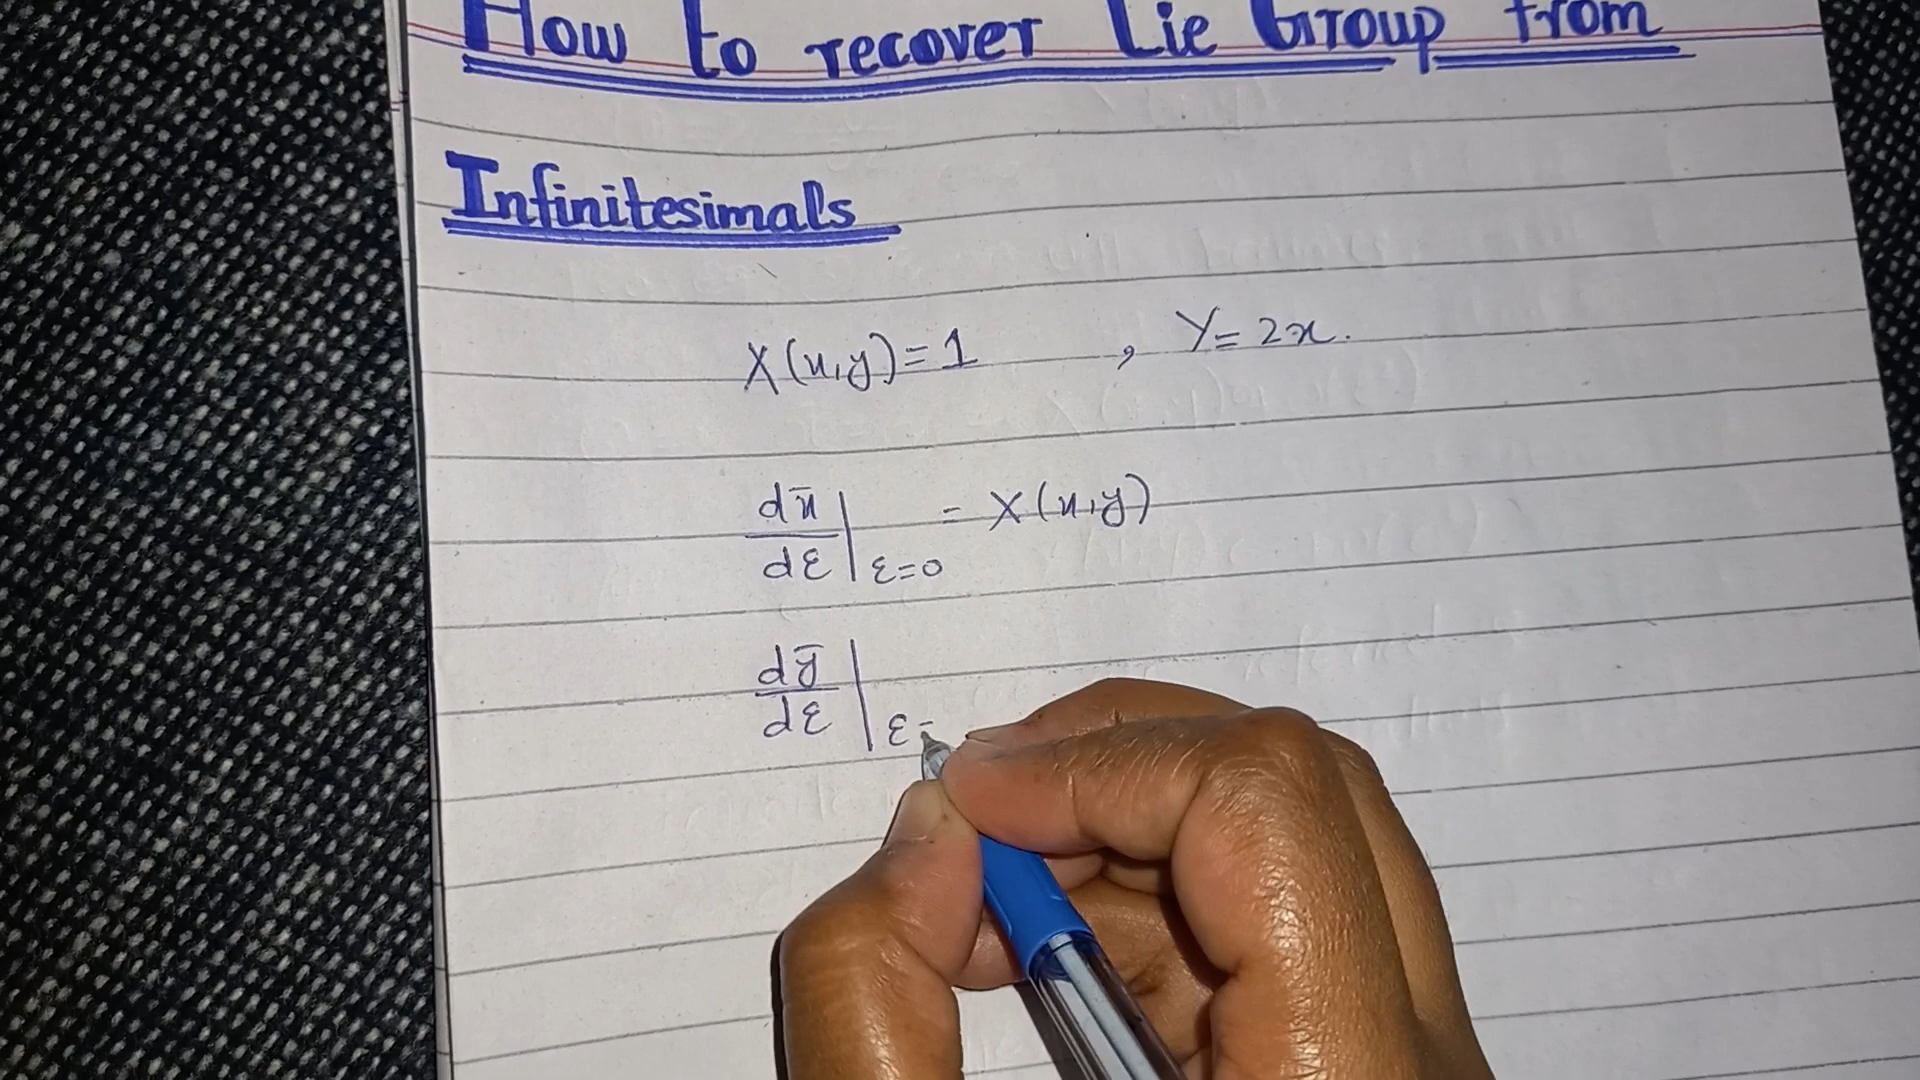 How to recover Lie Group from
Infinitesimals
X(x,y)=1 , Y=2x.
dx̄/dε|ε=0 = X(x,y)
dȳ/dε|ε=